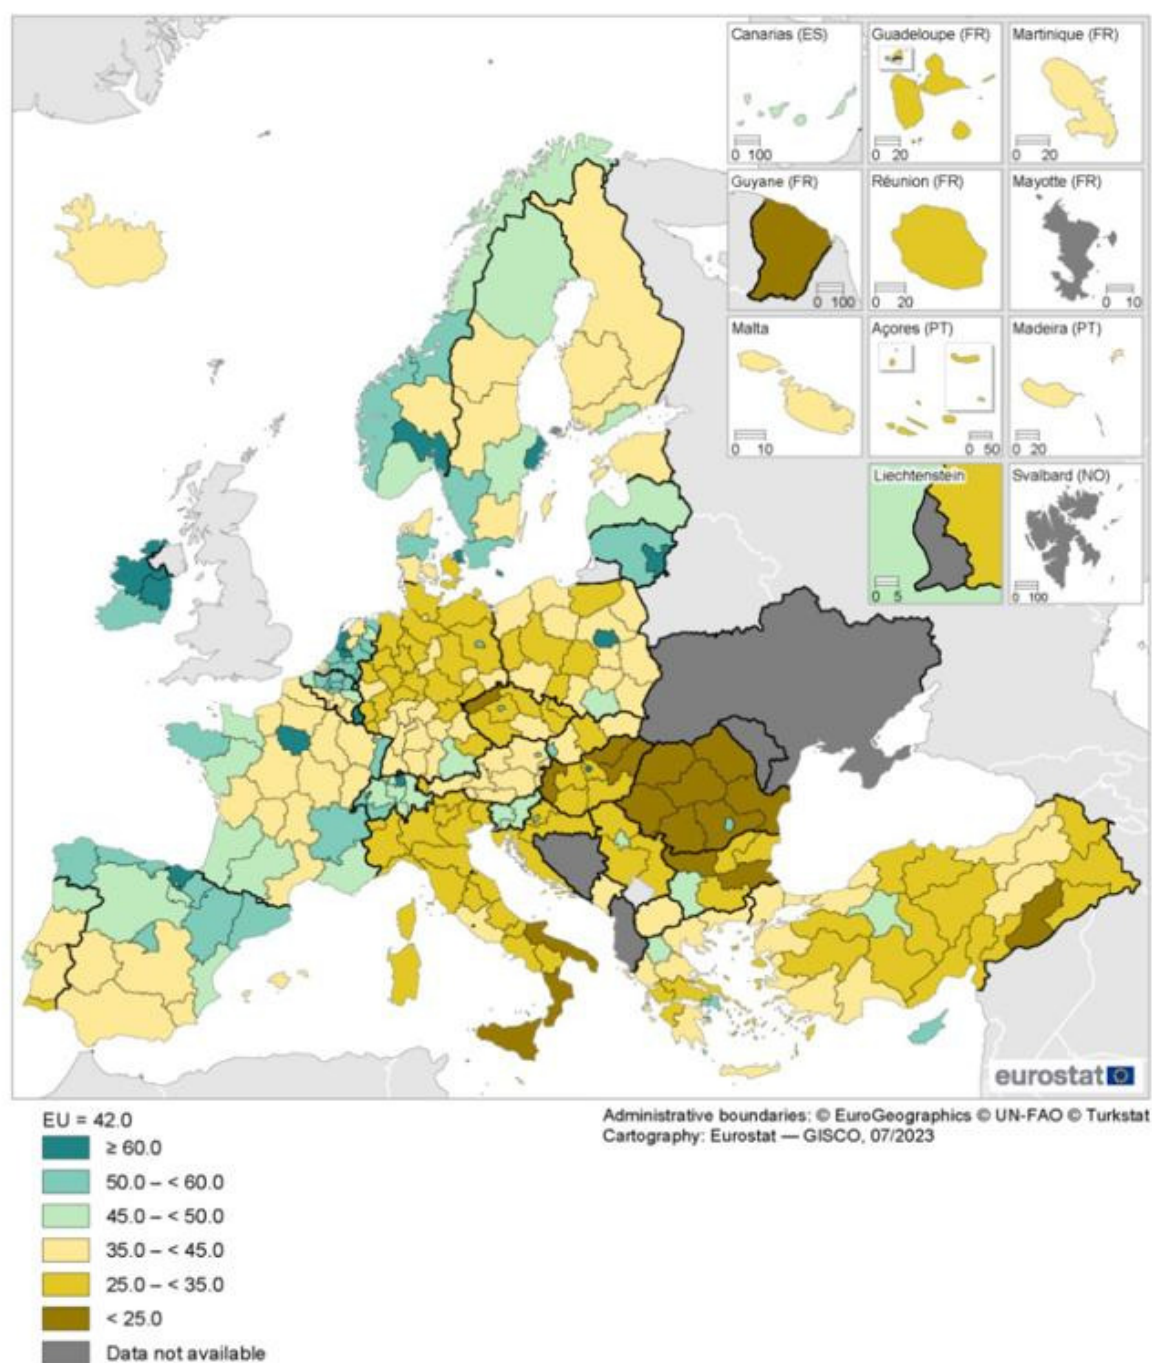 Canarias (ES)
0 100
Guadeloupe (FR)
0 20
Martinique (FR)
0 20
Guyane (FR)
0 100
Réunion (FR)
0 20
Mayotte (FR)
0 10
Malta
0 10
Açores (PT)
0 50
Madeira (PT)
0 20
Liechtenstein
0 5
Svalbard (NO)
0 100
eurostat
EU = 42.0
≥ 60.0
50.0 – < 60.0
45.0 – < 50.0
35.0 – < 45.0
25.0 – < 35.0
< 25.0
Data not available
Administrative boundaries: © EuroGeographics © UN-FAO © Turkstat
Cartography: Eurostat — GISCO, 07/2023